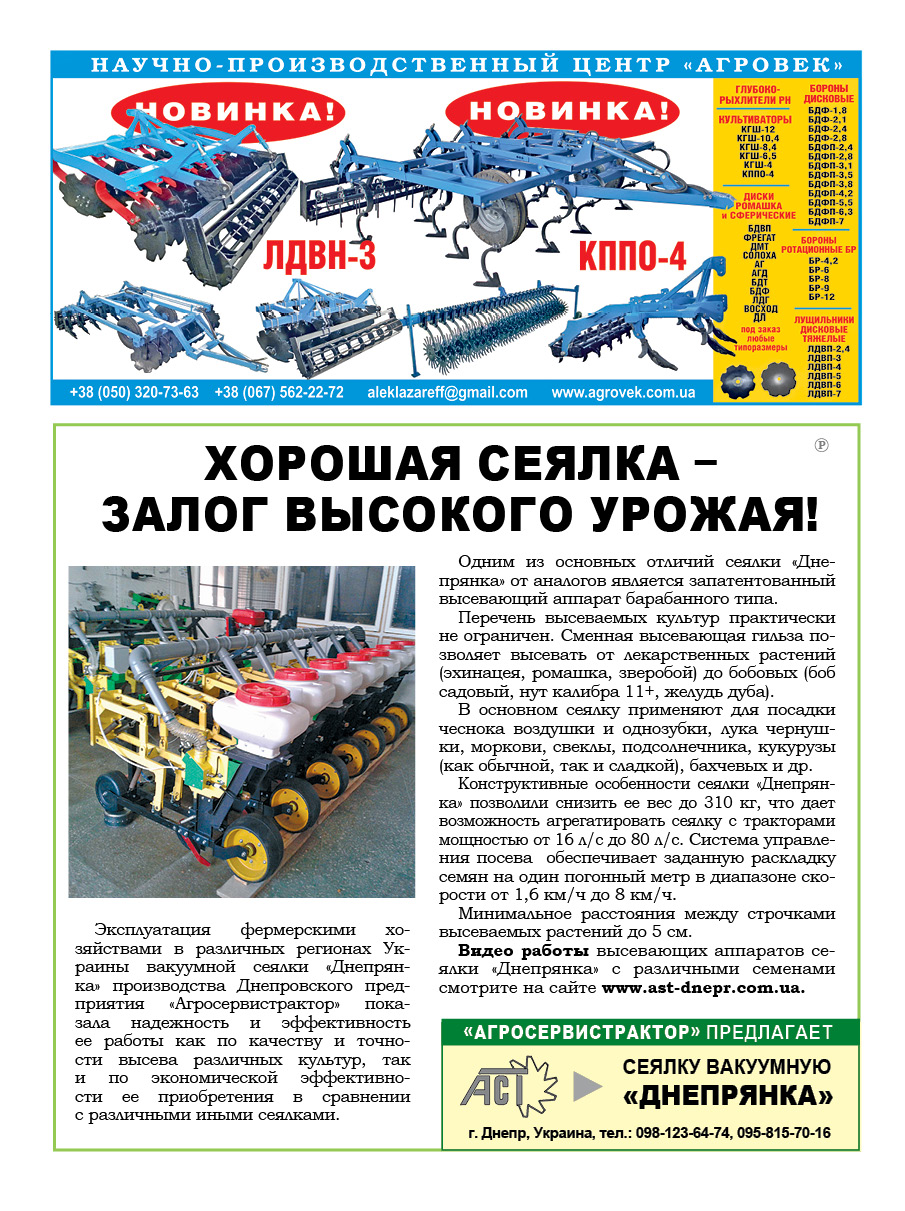 НАУЧНО-ПРОИЗВОДСТВЕННЫЙ ЦЕНТР «АГРОВЕК»
НОВИНКА!
НОВИНКА!
ЛДВН-3
КППО-4
ГЛУБОКО-
РЫХЛИТЕЛИ РН
КУЛЬТИВАТОРЫ
КГШ-12
КГШ-10,4
КГШ-8,4
КГШ-6,5
КГШ-4
КППО-4
ДИСКИ
РОМАШКА
и СФЕРИЧЕСКИЕ
БДВП
ФРЕГАТ
ДМТ
СОЛОХА
АГ
АГД
БДТ
БДФ
ЛДГ
ВОСХОД
ДЛ
под заказ
любые
типоразмеры
БОРОНЫ
ДИСКОВЫЕ
БДФ-1,8
БДФ-2,1
БДФ-2,4
БДФ-2,8
БДФП-2,4
БДФП-2,8
БДФП-3,1
БДФП-3,5
БДФП-3,8
БДФП-4,2
БДФП-5,5
БДФП-6,3
БДФП-7
БОРОНЫ
РОТАЦИОННЫЕ БР
БР-4,2
БР-6
БР-8
БР-9
БР-12
ЛУЩИЛЬНИКИ
ДИСКОВЫЕ
ТЯЖЕЛЫЕ
ЛДВП-2,4
ЛДВП-3
ЛДВП-4
ЛДВП-5
ЛДВП-6
ЛДВП-7
+38 (050) 320-73-63 +38 (067) 562-22-72 aleklazareff@gmail.com www.agrovek.com.ua
Ⓟ
ХОРОШАЯ СЕЯЛКА –
ЗАЛОГ ВЫСОКОГО УРОЖАЯ!
Эксплуатация фермерскими хо-
зяйствами в различных регионах Ук-
раины вакуумной сеялки «Днепрян-
ка» производства Днепровского пред-
приятия «Агросервистрактор» пока-
зала надежность и эффективность
ее работы как по качеству и точно-
сти высева различных культур, так
и по экономической эффективно-
сти ее приобретения в сравнении
с различными иными сеялками.
Одним из основных отличий сеялки «Дне-
прянка» от аналогов является запатентованный
высевающий аппарат барабанного типа.
Перечень высеваемых культур практически
не ограничен. Сменная высевающая гильза по-
зволяет высевать от лекарственных растений
(эхинацея, ромашка, зверобой) до бобовых (боб
садовый, нут калибра 11+, желудь дуба).
В основном сеялку применяют для посадки
чеснока воздушки и однозубки, лука чернуш-
ки, моркови, свеклы, подсолнечника, кукурузы
(как обычной, так и сладкой), бахчевых и др.
Конструктивные особенности сеялки «Днепрян-
ка» позволили снизить ее вес до 310 кг, что дает
возможность агрегатировать сеялку с тракторами
мощностью от 16 л/с до 80 л/с. Система управле-
ния посева обеспечивает заданную раскладку
семян на один погонный метр в диапазоне ско-
рости от 1,6 км/ч до 8 км/ч.
Минимальное расстояния между строчками
высеваемых растений до 5 см.
Видео работы высевающих аппаратов се-
ялки «Днепрянка» с различными семенами
смотрите на сайте www.ast-dnepr.com.ua.
«АГРОСЕРВИСТРАКТОР» ПРЕДЛАГАЕТ
АСТ
СЕЯЛКУ ВАКУУМНУЮ
«ДНЕПРЯНКА»
г. Днепр, Украина, тел.: 098-123-64-74, 095-815-70-16